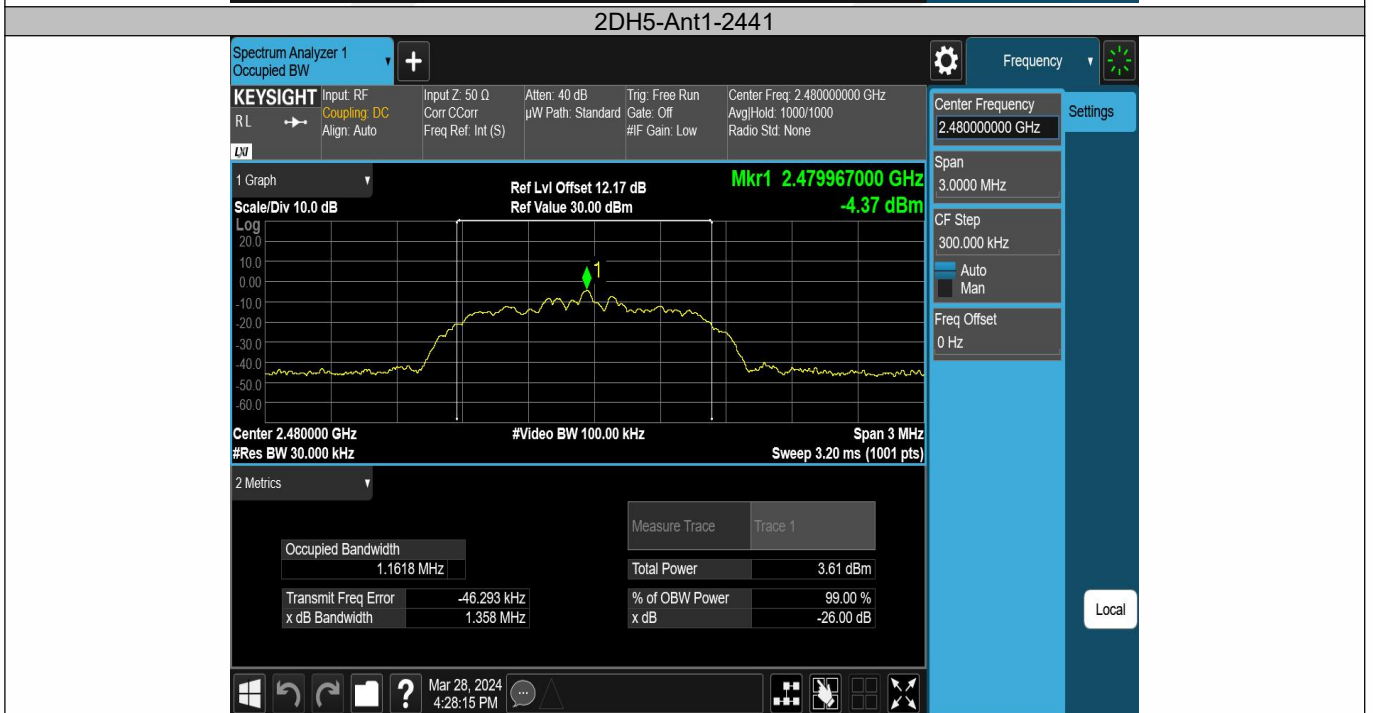 2DH5-Ant1-2441
Spectrum Analyzer 1
Occupied BW
Frequency
KEYSIGHT
RL
LXI
Input: RF
Coupling: DC
Align: Auto
Input Z: 50 Ω
Corr CCorr
Freq Ref: Int (S)
Atten: 40 dB
µW Path: Standard
Trig: Free Run
Gate: Off
#IF Gain: Low
Center Freq: 2.480000000 GHz
Avg|Hold: 1000/1000
Radio Std: None
Center Frequency
2.480000000 GHz
Settings
Span
3.0000 MHz
CF Step
300.000 kHz
Auto
Man
Freq Offset
0 Hz
Local
1 Graph
Scale/Div 10.0 dB
Ref Lvl Offset 12.17 dB
Ref Value 30.00 dBm
Mkr1 2.479967000 GHz
-4.37 dBm
Log
20.0
10.0
0.00
-10.0
-20.0
-30.0
-40.0
-50.0
-60.0
1
Center 2.480000 GHz
#Video BW 100.00 kHz
Span 3 MHz
#Res BW 30.000 kHz
Sweep 3.20 ms (1001 pts)
2 Metrics
Measure Trace Trace 1
Occupied Bandwidth
1.1618 MHz
Total Power 3.61 dBm
Transmit Freq Error -46.293 kHz
% of OBW Power 99.00 %
x dB Bandwidth 1.358 MHz
x dB -26.00 dB
?
Mar 28, 2024
4:28:15 PM